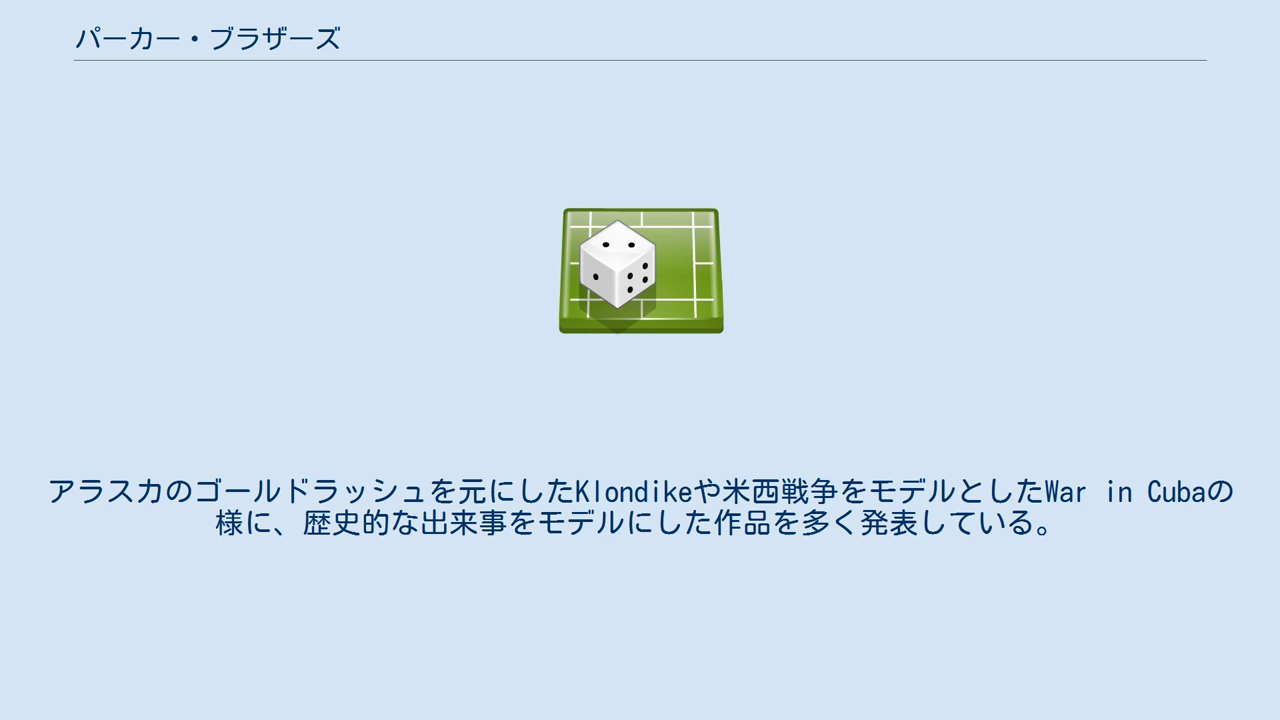 パーカー・ブラザーズ
アラスカのゴールドラッシュを元にしたKlondikeや米西戦争をモデルとしたWar in Cubaの
様に、歴史的な出来事をモデルにした作品を多く発表している。